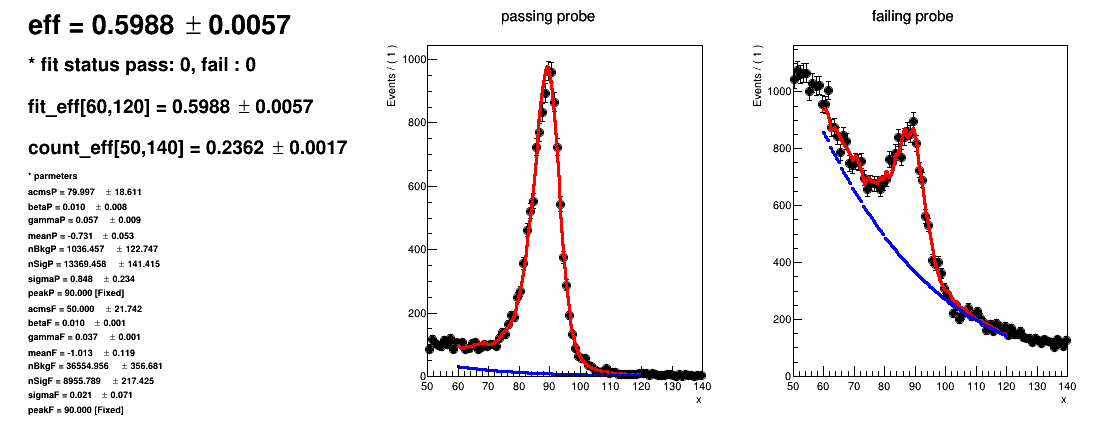 eff = 0.5988 ± 0.0057
* fit status pass: 0, fail : 0
fit_eff[60,120] = 0.5988 ± 0.0057
count_eff[50,140] = 0.2362 ± 0.0017
* parmeters
acmsP = 79.997 ± 18.611
betaP = 0.010 ± 0.008
gammaP = 0.057 ± 0.009
meanP = -0.731 ± 0.053
nBkgP = 1036.457 ± 122.747
nSigP = 13369.458 ± 141.415
sigmaP = 0.848 ± 0.234
peakP = 90.000 [Fixed]
acmsF = 50.000 ± 21.742
betaF = 0.010 ± 0.001
gammaF = 0.037 ± 0.001
meanF = -1.013 ± 0.119
nBkgF = 36554.956 ± 356.681
nSigF = 8955.789 ± 217.425
sigmaF = 0.021 ± 0.071
peakF = 90.000 [Fixed]
passing probe
Events / ( 1 )
1000
800
600
400
200
0
50 60 70 80 90 100 110 120 130 140
x
failing probe
Events / ( 1 )
1000
800
600
400
200
0
50 60 70 80 90 100 110 120 130 140
x